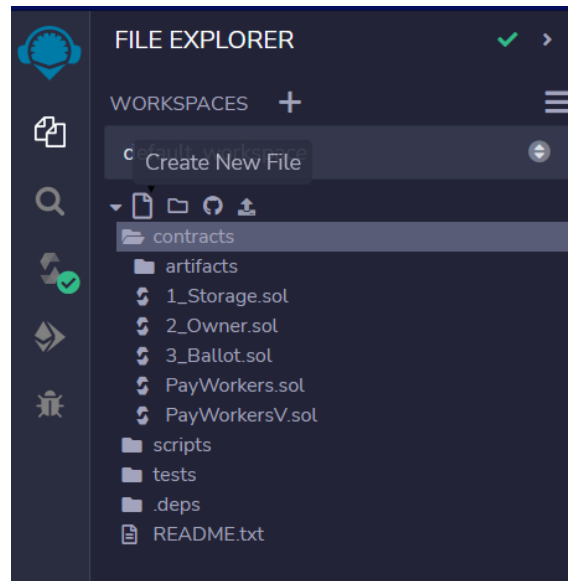 FILE EXPLORER
WORKSPACES
Create New File
contracts
artifacts
1_Storage.sol
2_Owner.sol
3_Ballot.sol
PayWorkers.sol
PayWorkersV.sol
scripts
tests
.deps
README.txt